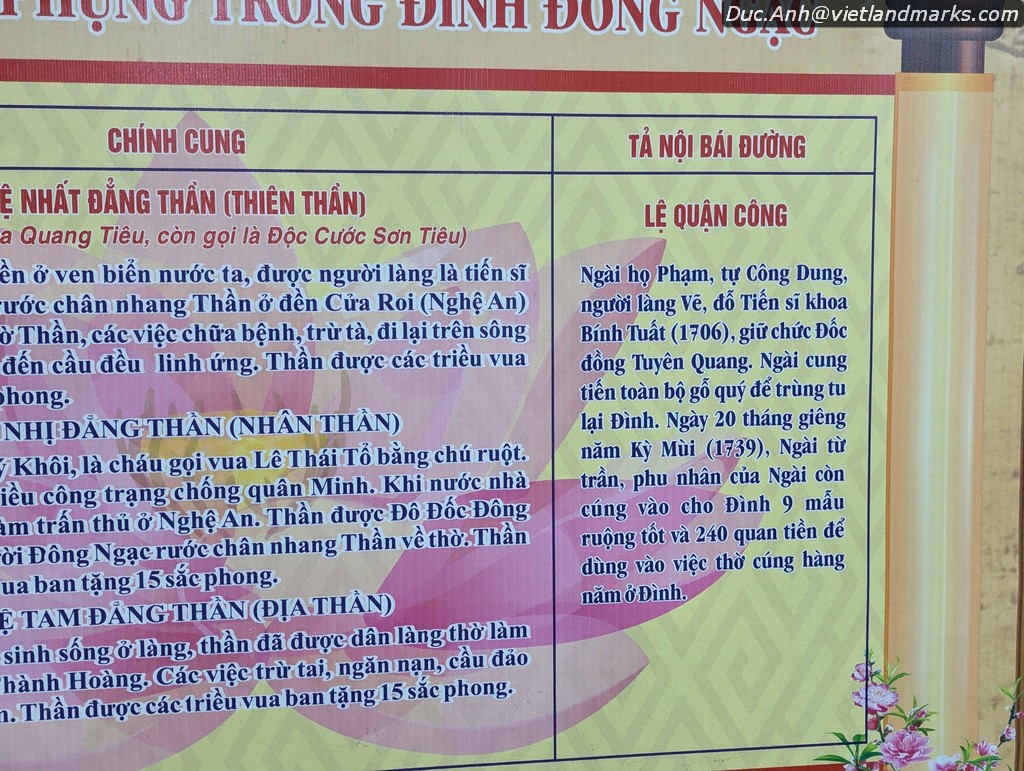 Duc.Anh@vietlandmarks.com
TRONG ĐÌNH ĐÔNG NGẠC
CHÍNH CUNG
NHẤT ĐẲNG THẦN (THIÊN THẦN)
Quang Tiêu, còn gọi là Độc Cước Sơn Tiêu)
ở ven biển nước ta, được người làng là tiến sĩ
chân nhang Thần ở đền Cửa Roi (Nghệ An)
Thần, các việc chữa bệnh, trừ tà, đi lại trên sông
đến cầu đều linh ứng. Thần được các triều vua
phong.
NHỊ ĐẲNG THẦN (NHÂN THẦN)
Khôi, là cháu gọi vua Lê Thái Tổ bằng chú ruột.
công trạng chống quân Minh. Khi nước nhà
trấn thủ ở Nghệ An. Thần được Đô Đốc Đông
Đông Ngạc rước chân nhang Thần về thờ. Thần
ban tặng 15 sắc phong.
TAM ĐẲNG THẦN (ĐỊA THẦN)
sinh sống ở làng, thần đã được dân làng thờ làm
Thành Hoàng. Các việc trừ tai, ngăn nạn, cầu đảo
Thần được các triều vua ban tặng 15 sắc phong.
TẢ NỘI BÁI ĐƯỜNG
LỆ QUẬN CÔNG
Ngài họ Phạm, tự Công Dung,
người làng Vẽ, đỗ Tiến sĩ khoa
Bính Tuất (1706), giữ chức Đốc
đồng Tuyên Quang. Ngài cung
tiến toàn bộ gỗ quý để trùng tu
lại Đình. Ngày 20 tháng giêng
năm Kỳ Mùi (1739), Ngài từ
trần, phu nhân của Ngài còn
cúng vào cho Đình 9 mẫu
ruộng tốt và 240 quan tiền để
dùng vào việc thờ cúng hàng
năm ở Đình.